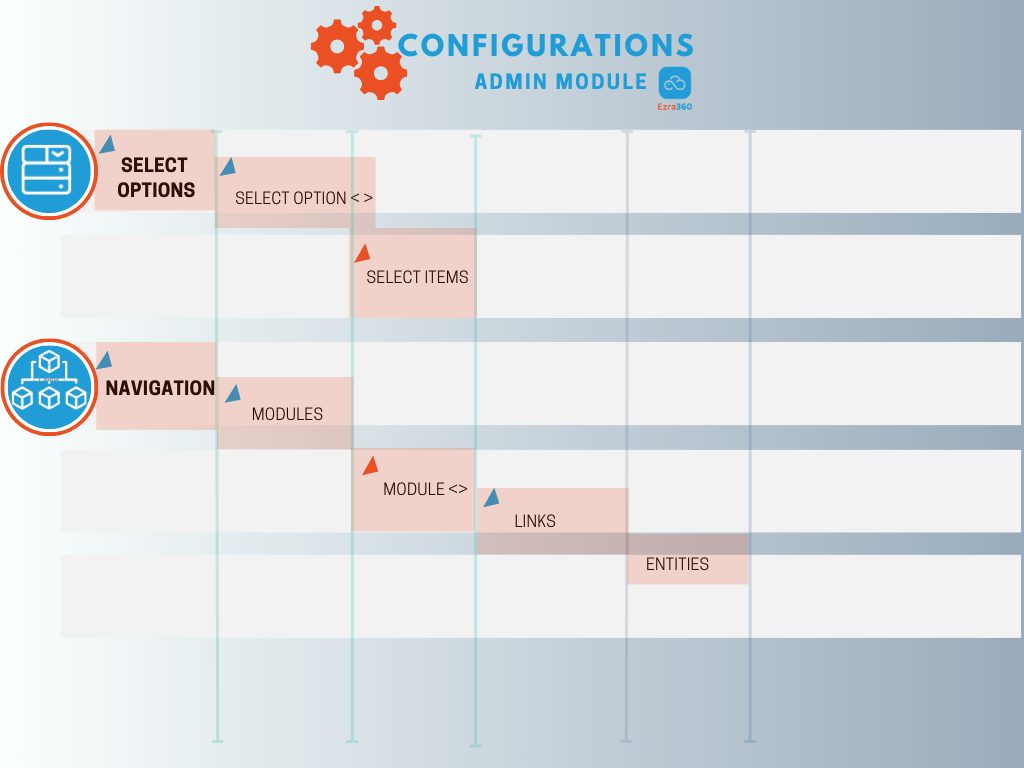 CONFIGURATIONS
ADMIN MODULE
Ezra360
SELECT
OPTIONS
SELECT OPTION < >
SELECT ITEMS
NAVIGATION
MODULES
MODULE <>
LINKS
ENTITIES